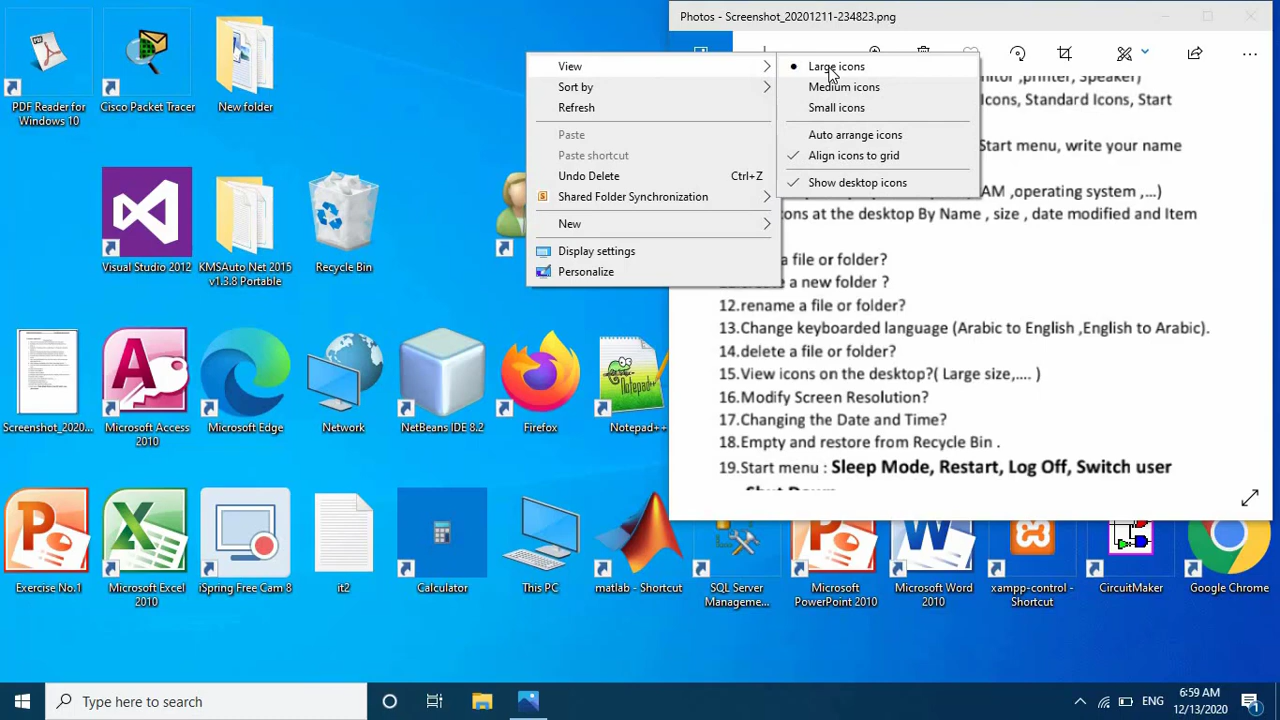 Photos - Screenshot_20201211-234823.png
PDF Reader for
Windows 10
Cisco Packet Tracer
New folder
Visual Studio 2012
KMSAuto Net 2015
v1.3.8 Portable
Recycle Bin
Screenshot_2020...
Microsoft Access
2010
Microsoft Edge
Network
NetBeans IDE 8.2
Firefox
Notepad++
Exercise No.1
Microsoft Excel
2010
iSpring Free Cam 8
it2
Calculator
This PC
matlab - Shortcut
SQL Server
Manageme...
Microsoft
PowerPoint 2010
Microsoft Word
2010
xampp-control -
Shortcut
CircuitMaker
Google Chrome
View
Sort by
Refresh
Paste
Paste shortcut
Undo Delete Ctrl+Z
Shared Folder Synchronization
New
Display settings
Personalize
Large icons
Medium icons
Small icons
Auto arrange icons
Align icons to grid
Show desktop icons
,printer, Speaker)
Icons, Standard Icons, Start
Start menu, write your name
,operating system ,...)
at the desktop By Name , size , date modified and Item
a file or folder?
a new folder ?
12.rename a file or folder?
13.Change keyboarded language (Arabic to English ,English to Arabic).
14.delete a file or folder?
15.View icons on the desktop?( Large size,.... )
16.Modify Screen Resolution?
17.Changing the Date and Time?
18.Empty and restore from Recycle Bin .
19.Start menu : Sleep Mode, Restart, Log Off, Switch user
Type here to search
ENG
6:59 AM
12/13/2020